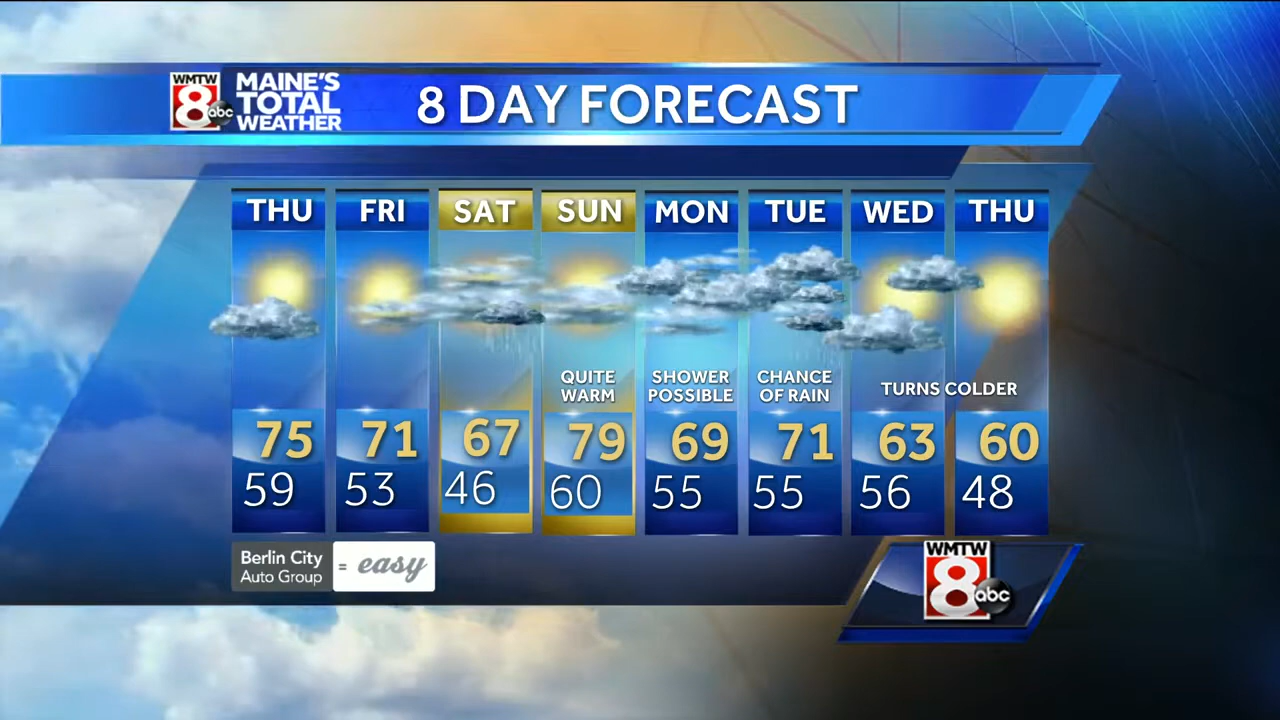 WMTW
8
abc
MAINE'S
TOTAL
WEATHER
8 DAY FORECAST
THU FRI SAT SUN MON TUE WED THU
QUITE
WARM
SHOWER
POSSIBLE
CHANCE
OF RAIN
TURNS COLDER
75 71 67 79 69 71 63 60
59 53 46 60 55 55 56 48
Berlin City
Auto Group
= easy
WMTW
8
abc